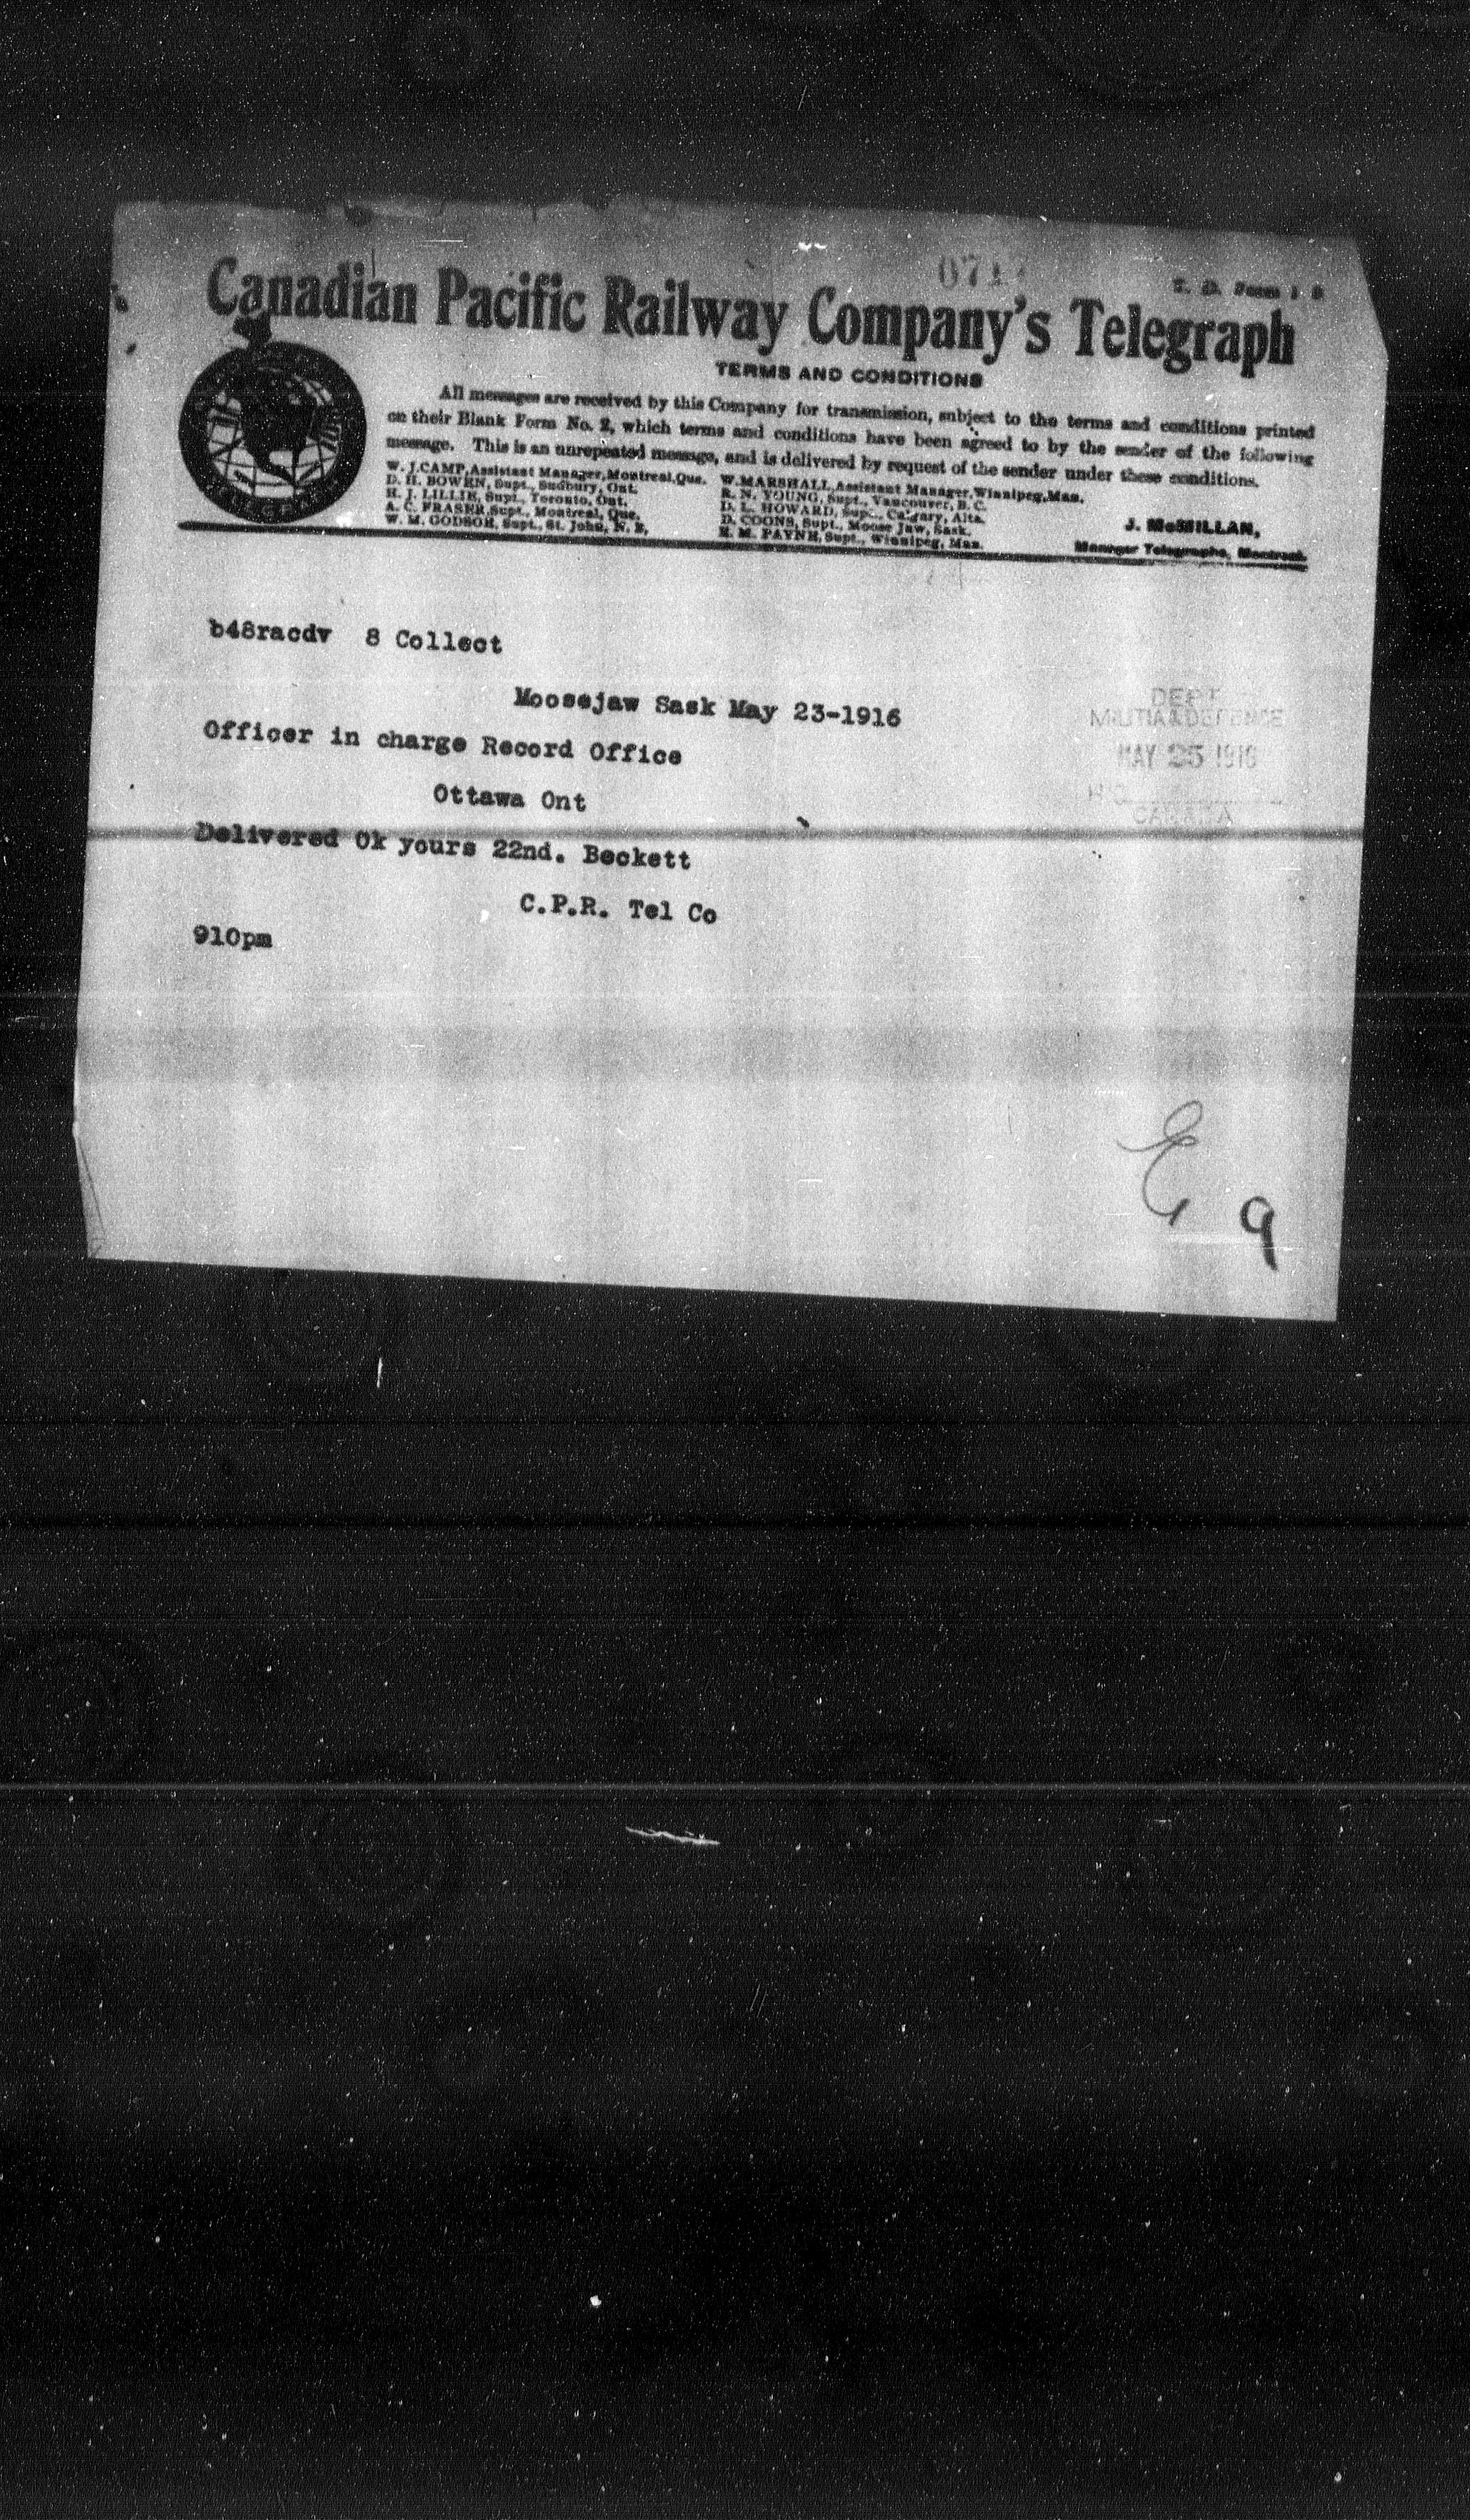 T. D. Form 1 B
Canadian Pacific Railway Company's Telegraph
TERMS AND CONDITIONS
All messages are received by this Company for transmission, subject to the terms and conditions printed
on their Blank Form No. 2, which terms and conditions have been agreed to by the sender of the following
message. This is an unrepeated message, and is delivered by request of the sender under these conditions.
W. J. CAMP, Assistant Manager, Montreal, Que.
D. H. BOWEN, Supt., Sudbury, Ont.
H. J. LILLIE, Supt., Toronto, Ont.
A. C. FRASER, Supt., Montreal, Que.
W. M. GODSOE, Supt., St. John, N. B.
W. MARSHALL, Assistant Manager, Winnipeg, Man.
R. N. YOUNG, Supt., Vancouver, B. C.
D. L. HOWARD, Supt., Calgary, Alta.
D. COONS, Supt., Moose Jaw, Sask.
H. M. PAYNE, Supt., Winnipeg, Man.
J. McMILLAN,
Manager Telegraphs, Montreal.
b48racdv 8 Collect
Moosejaw Sask May 23-1916
Officer in charge Record Office
Ottawa Ont
Delivered Ok yours 22nd. Beckett
C.P.R. Tel Co
910pm
DEPT
MILITIA & DEFENCE
MAY 25 1916
H.Q.
CANADA
E 9